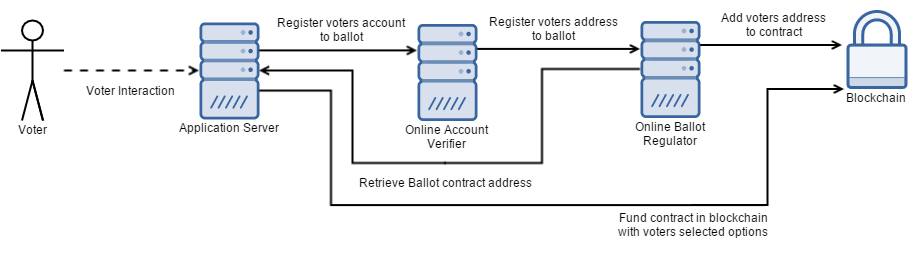 Register voters account
to ballot
Register voters address
to ballot
Add voters address
to contract
Voter Interaction
Voter
Application Server
Online Account
Verifier
Online Ballot
Regulator
Blockchain
Retrieve Ballot contract address
Fund contract in blockchain
with voters selected options